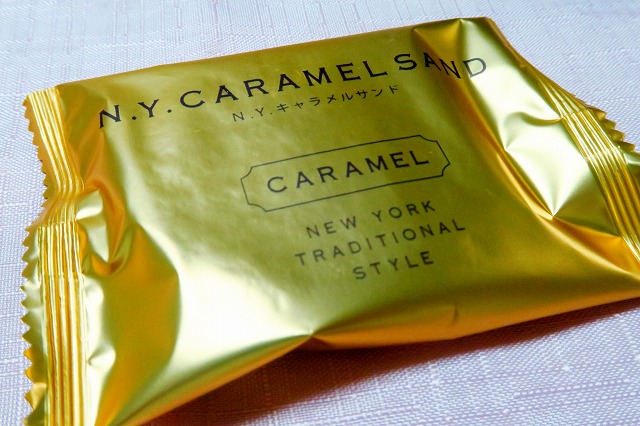 N.Y.CARAMEL SAND
N.Y.キャラメルサンド
CARAMEL
NEW YORK
TRADITIONAL
STYLE